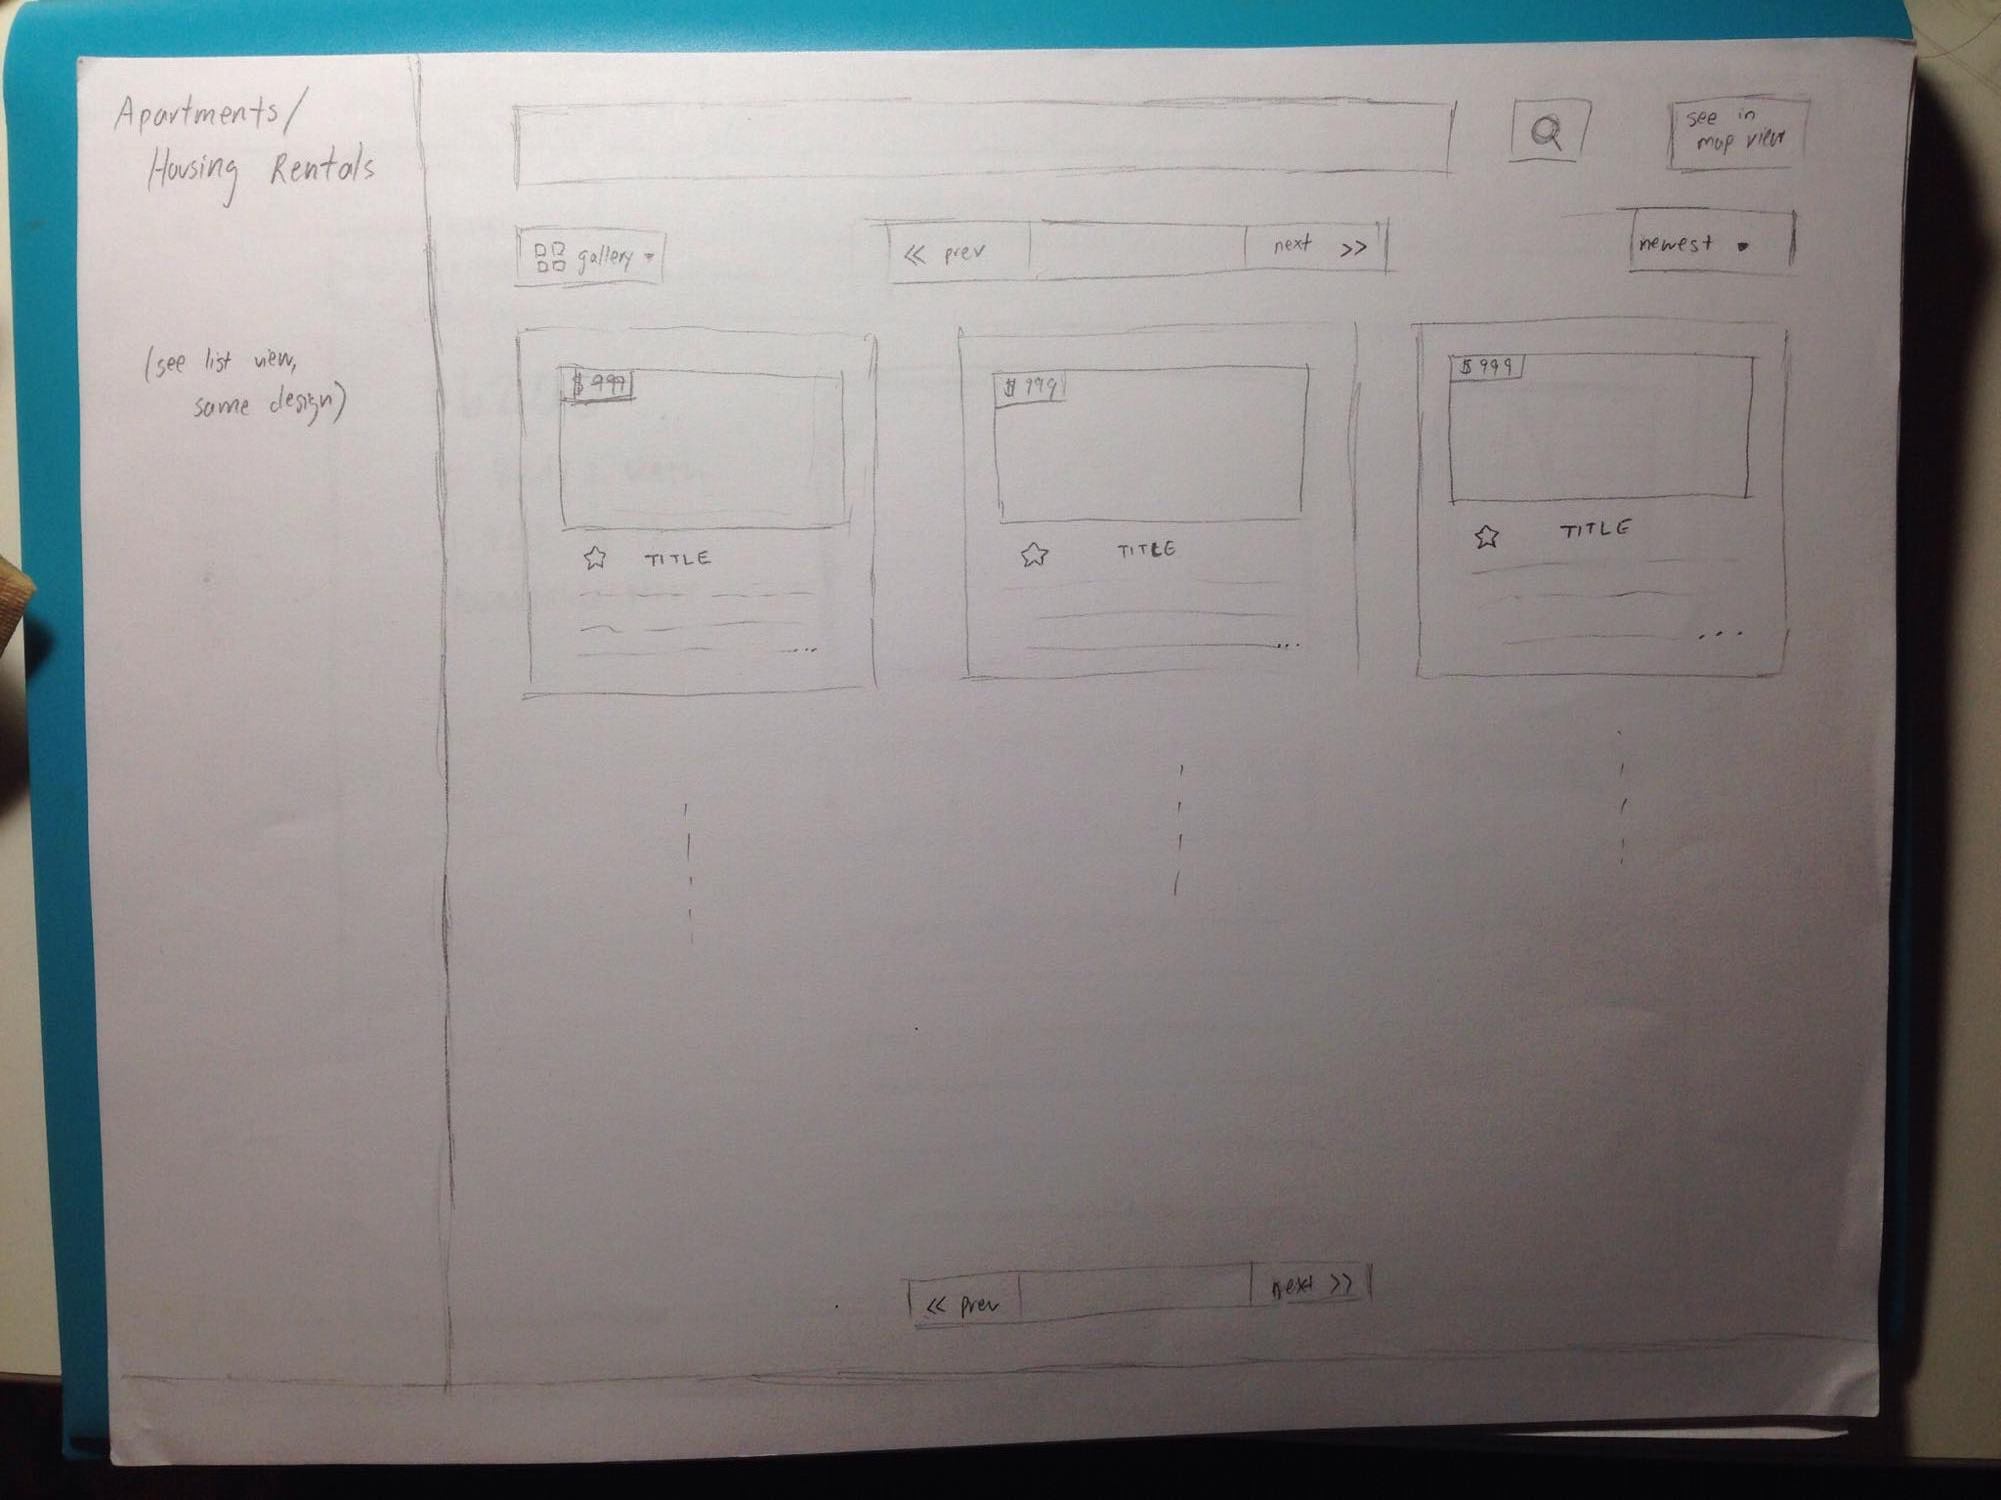 Apartments/
Housing Rentals
(see list view,
same design)
see in
map view
gallery
<< prev
next >>
newest
$ 999
$ 999
$ 999
TITLE
TITLE
TITLE
...
...
...
<< prev
next >>